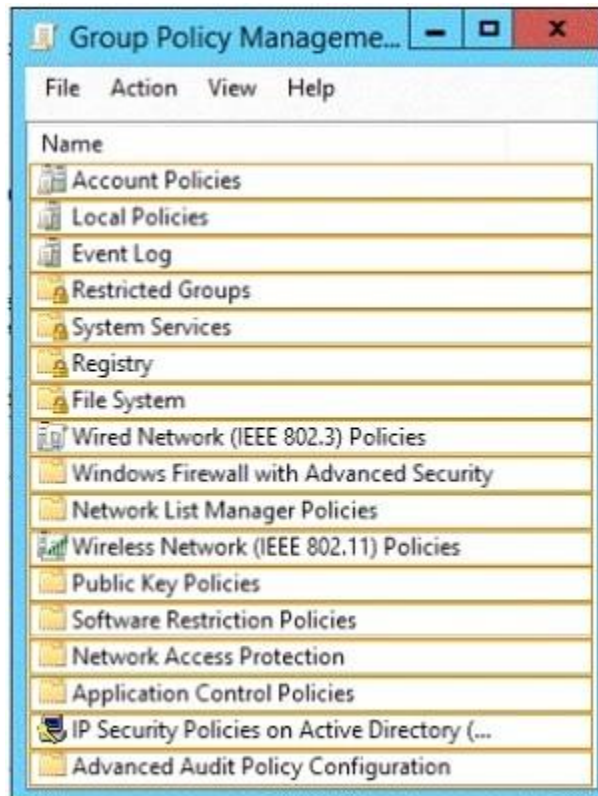 Group Policy Manageme...
File Action View Help
Name
Account Policies
Local Policies
Event Log
Restricted Groups
System Services
Registry
File System
Wired Network (IEEE 802.3) Policies
Windows Firewall with Advanced Security
Network List Manager Policies
Wireless Network (IEEE 802.11) Policies
Public Key Policies
Software Restriction Policies
Network Access Protection
Application Control Policies
IP Security Policies on Active Directory (...
Advanced Audit Policy Configuration